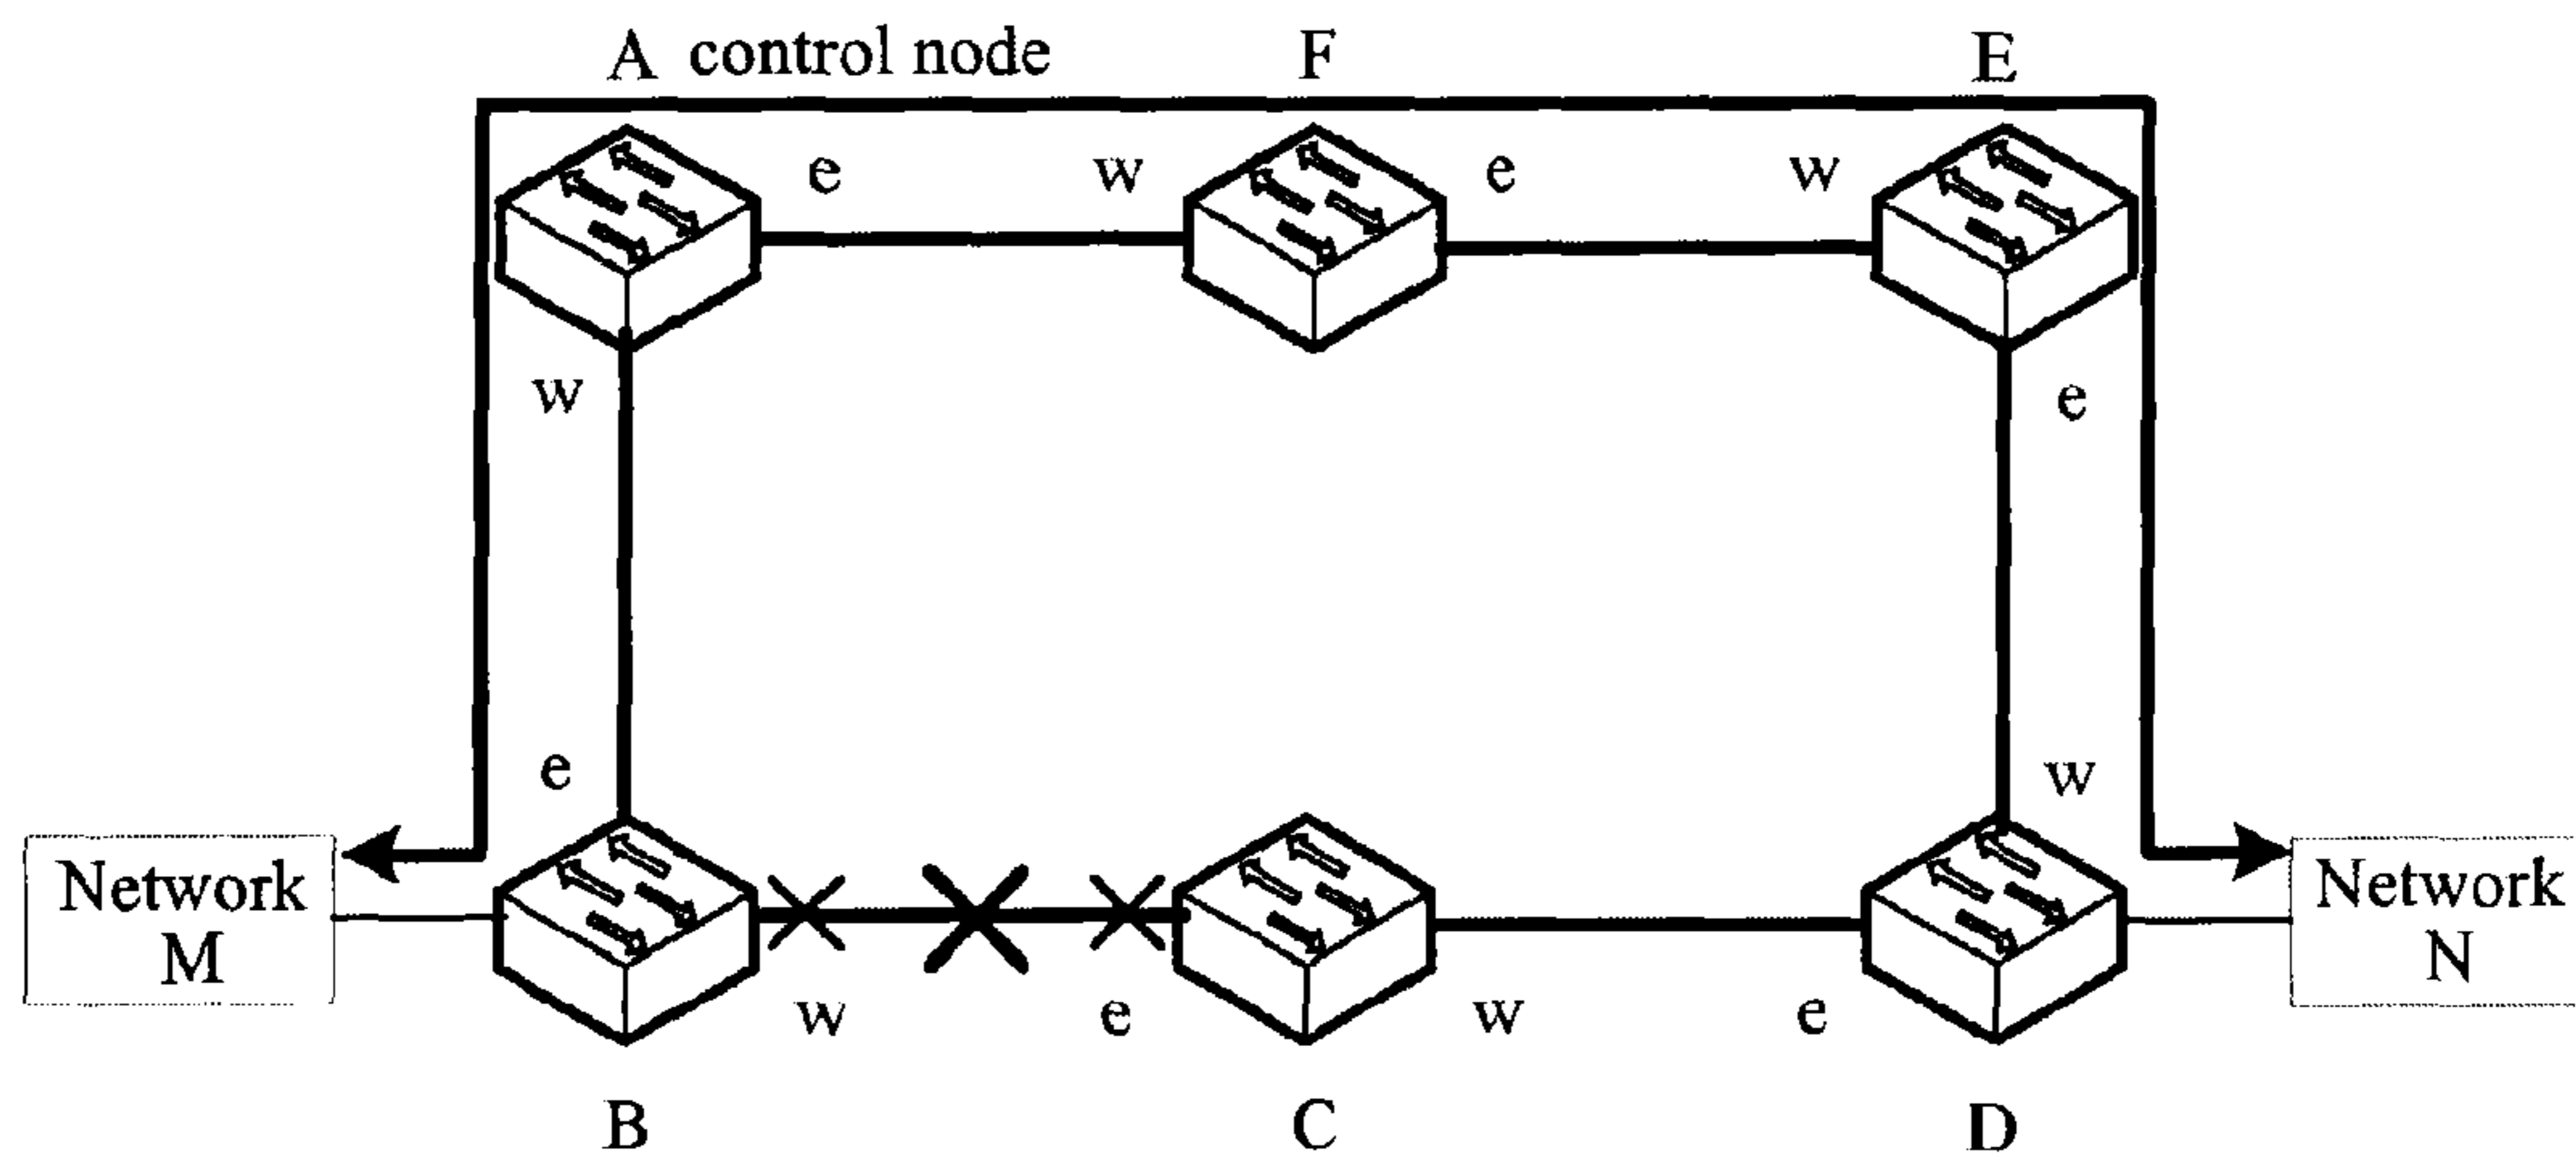 A control node F E
e w e w
w e
e w
Network
M
Network
N
w e w e
B C D